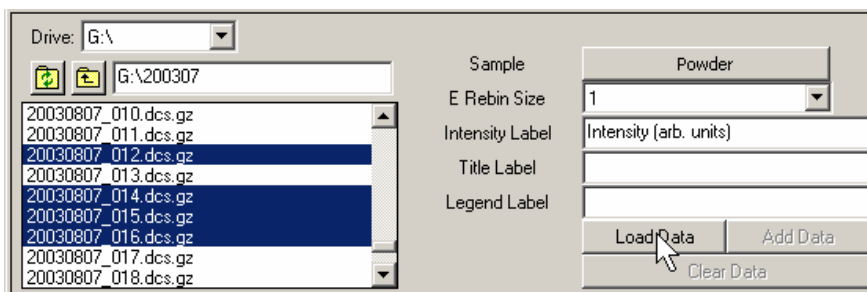 Drive: G:\
G:\200307
20030807_010.dcs.gz
20030807_011.dcs.gz
20030807_012.dcs.gz
20030807_013.dcs.gz
20030807_014.dcs.gz
20030807_015.dcs.gz
20030807_016.dcs.gz
20030807_017.dcs.gz
20030807_018.dcs.gz
Sample Powder
E Rebin Size 1
Intensity Label Intensity (arb. units)
Title Label
Legend Label
Load Data Add Data
Clear Data